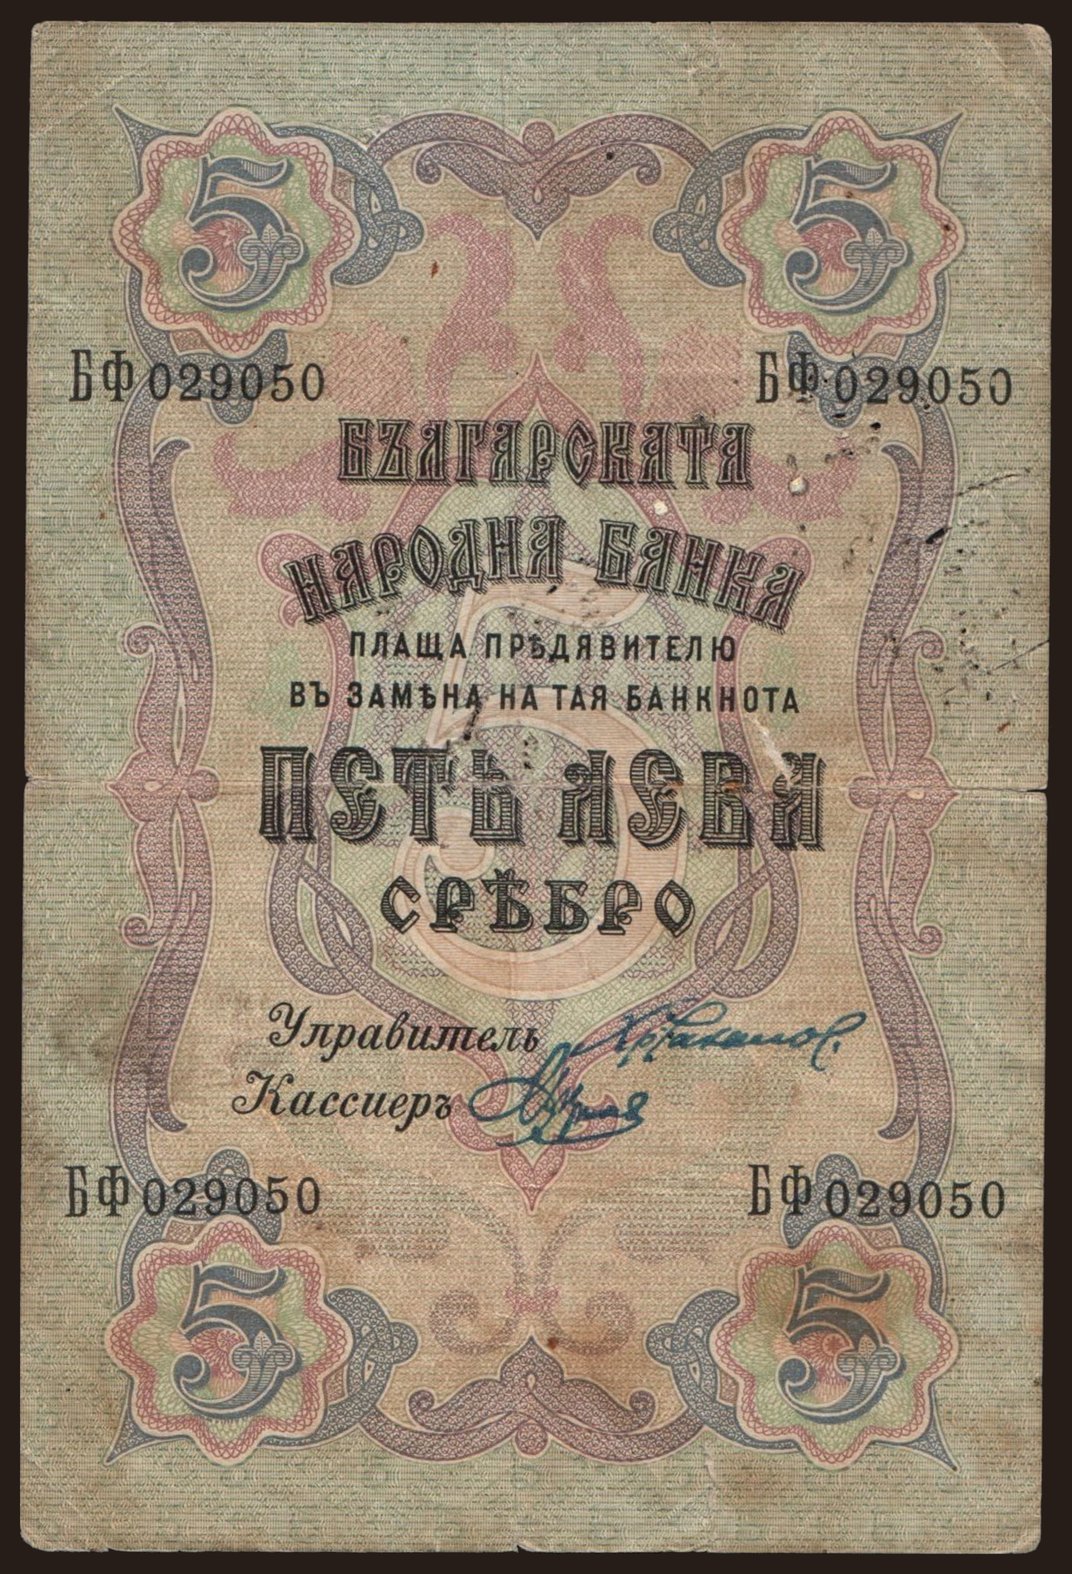 5 5
БФ 029050 БФ 029050
БЪЛГАРСКАТА
НАРОДНА БАНКА
ПЛАЩА ПРѢДЯВИТЕЛЮ
ВЪ ЗАМѢНА НА ТАЯ БАНКНОТА
5
ПЕТЬ ЛЕВА
СРѢБРО
Управитель
Кассиеръ
БФ 029050 БФ 029050
5 5